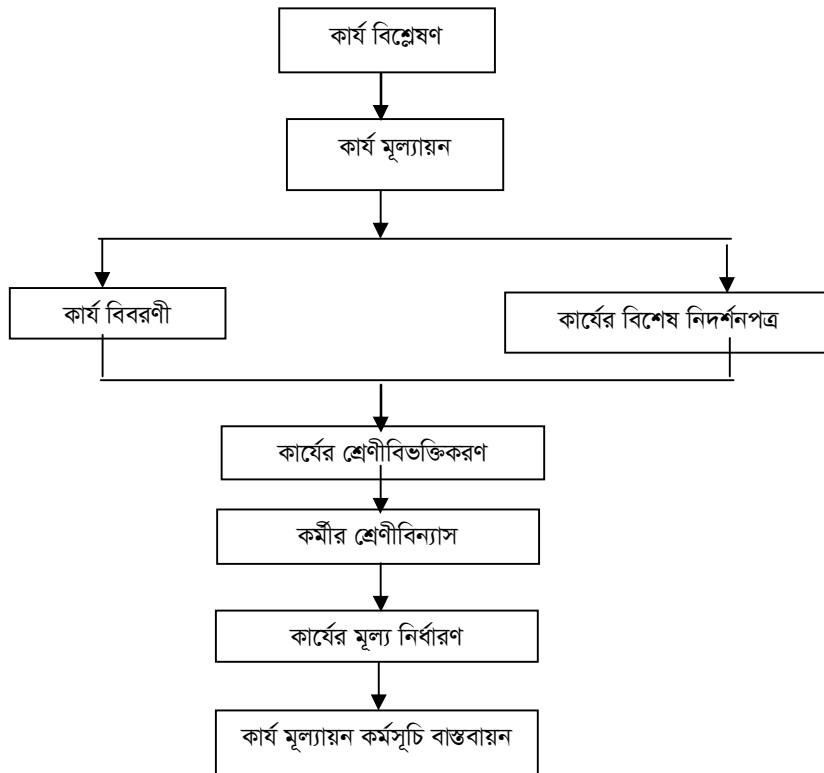 কার্য বিশ্লেষণ
কার্য মূল্যায়ন
কার্য বিবরণী
কার্যের বিশেষ নিদর্শনপত্র
কার্যের শ্রেণীবিভক্তিকরণ
কর্মীর শ্রেণীবিন্যাস
কার্যের মূল্য নির্ধারণ
কার্য মূল্যায়ন কর্মসূচি বাস্তবায়ন